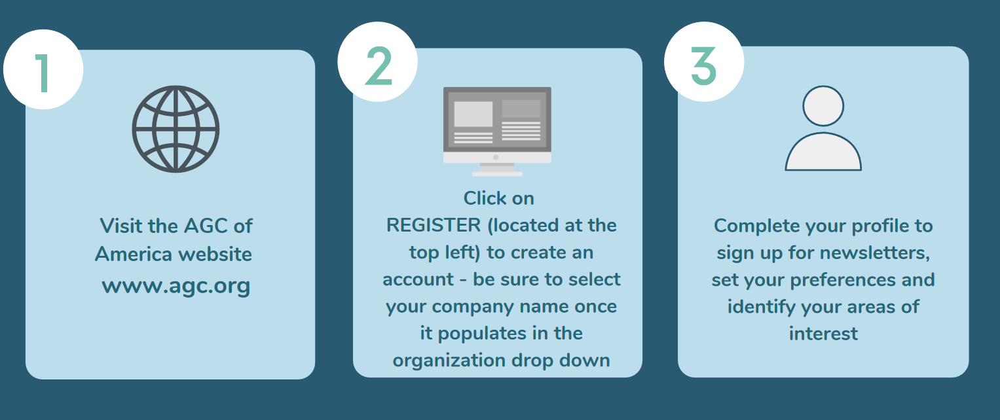 1
Visit the AGC of
America website
www.agc.org
2
Click on
REGISTER (located at the
top left) to create an
account - be sure to select
your company name once
it populates in the
organization drop down
3
Complete your profile to
sign up for newsletters,
set your preferences and
identify your areas of
interest